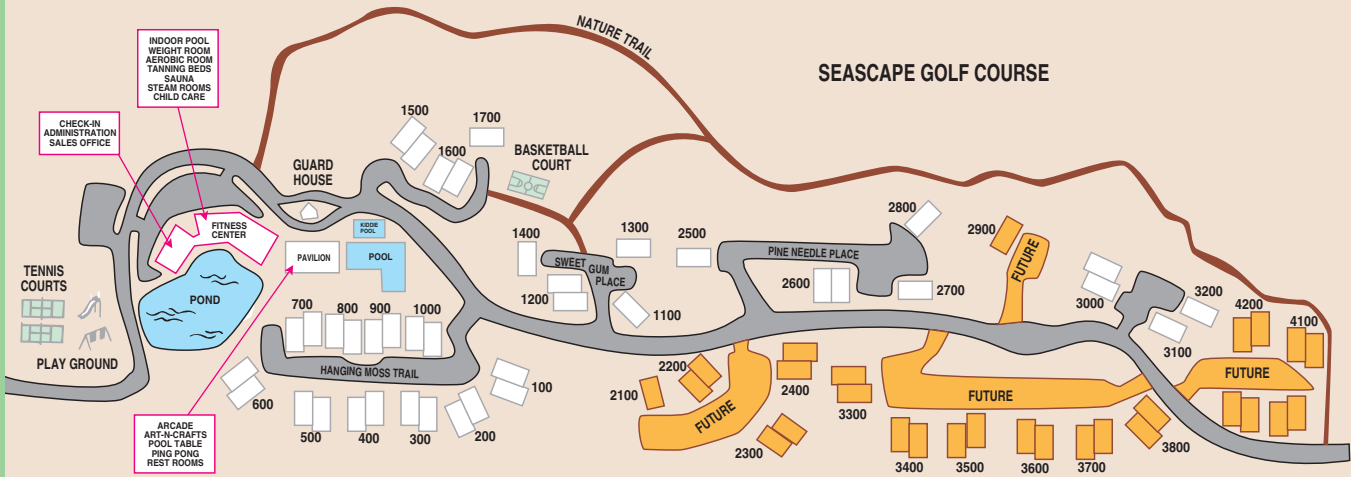 NATURE TRAIL
SEASCAPE GOLF COURSE
INDOOR POOL
WEIGHT ROOM
AEROBIC ROOM
TANNING BEDS
SAUNA
STEAM ROOMS
CHILD CARE
CHECK-IN
ADMINISTRATION
SALES OFFICE
1500
1700
1600
BASKETBALL
COURT
GUARD
HOUSE
KIDDIE
POOL
FITNESS
CENTER
PAVILION
POOL
1400
1300
2500
2800
2900
SWEET GUM
PLACE
PINE NEEDLE PLACE
FUTURE
TENNIS
COURTS
POND
1200
1100
2600
2700
3000
3200
4200
4100
3100
700
800
900
1000
PLAY GROUND
HANGING MOSS TRAIL
600
500
400
300
200
100
2100
2200
2400
FUTURE
2300
3300
FUTURE
FUTURE
3400
3500
3600
3700
3800
ARCADE
ART-N-CRAFTS
POOL TABLE
PING PONG
REST ROOMS